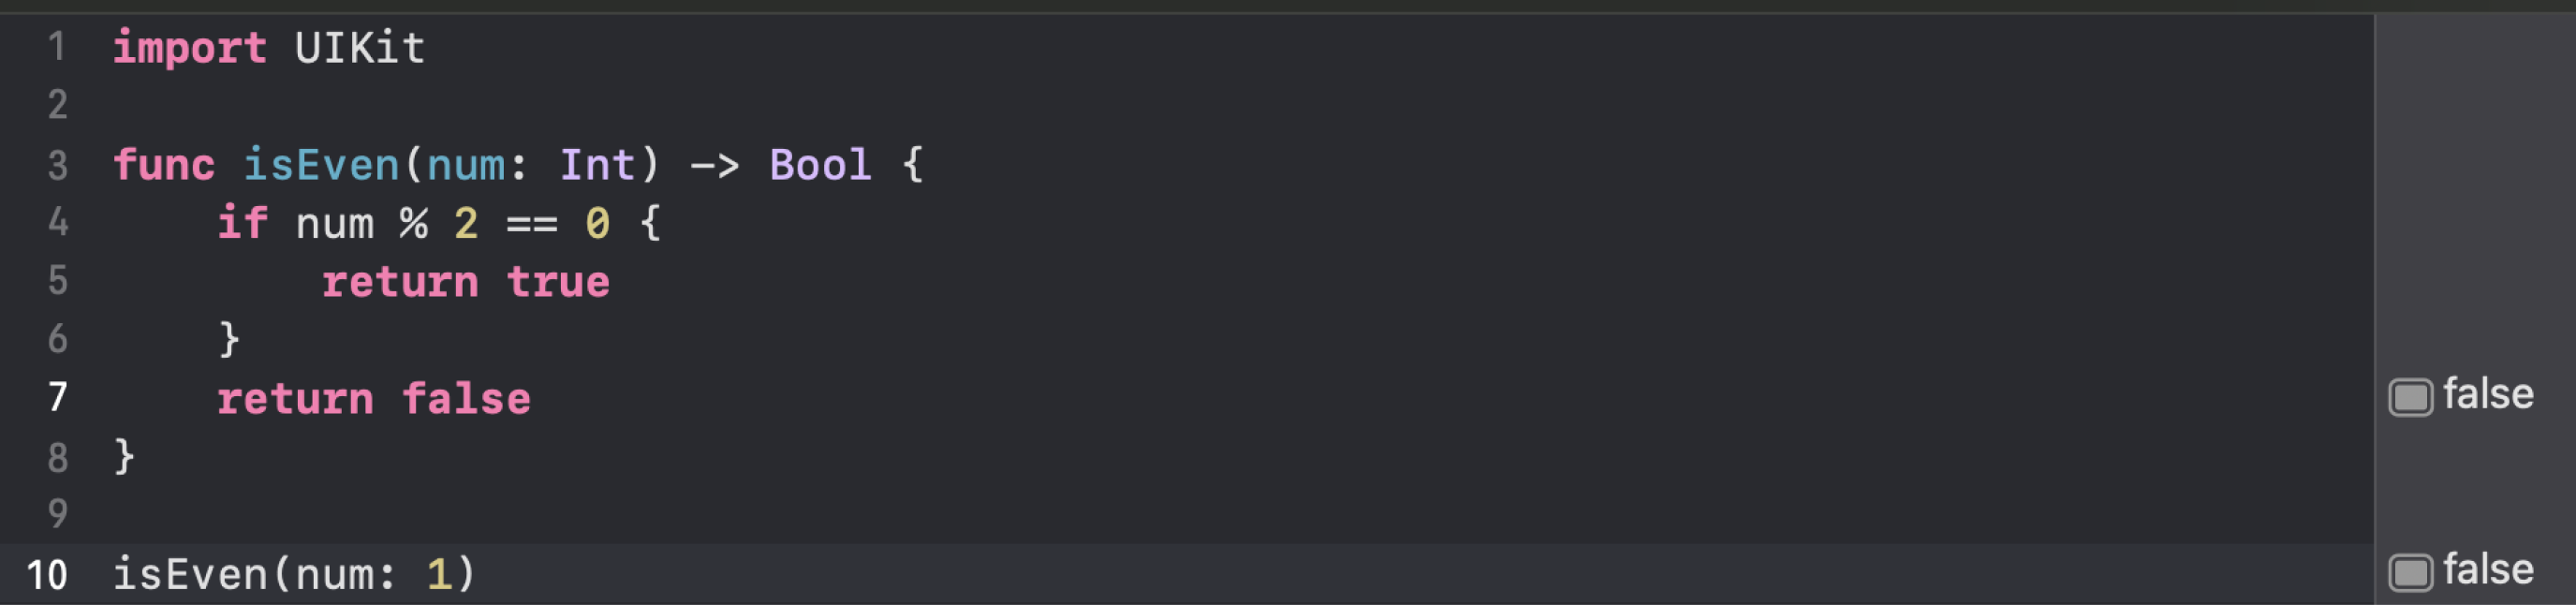 1 import UIKit
2
3 func isEven(num: Int) -> Bool {
4     if num % 2 == 0 {
5         return true
6     }
7     return false false
8 }
9
10 isEven(num: 1) false